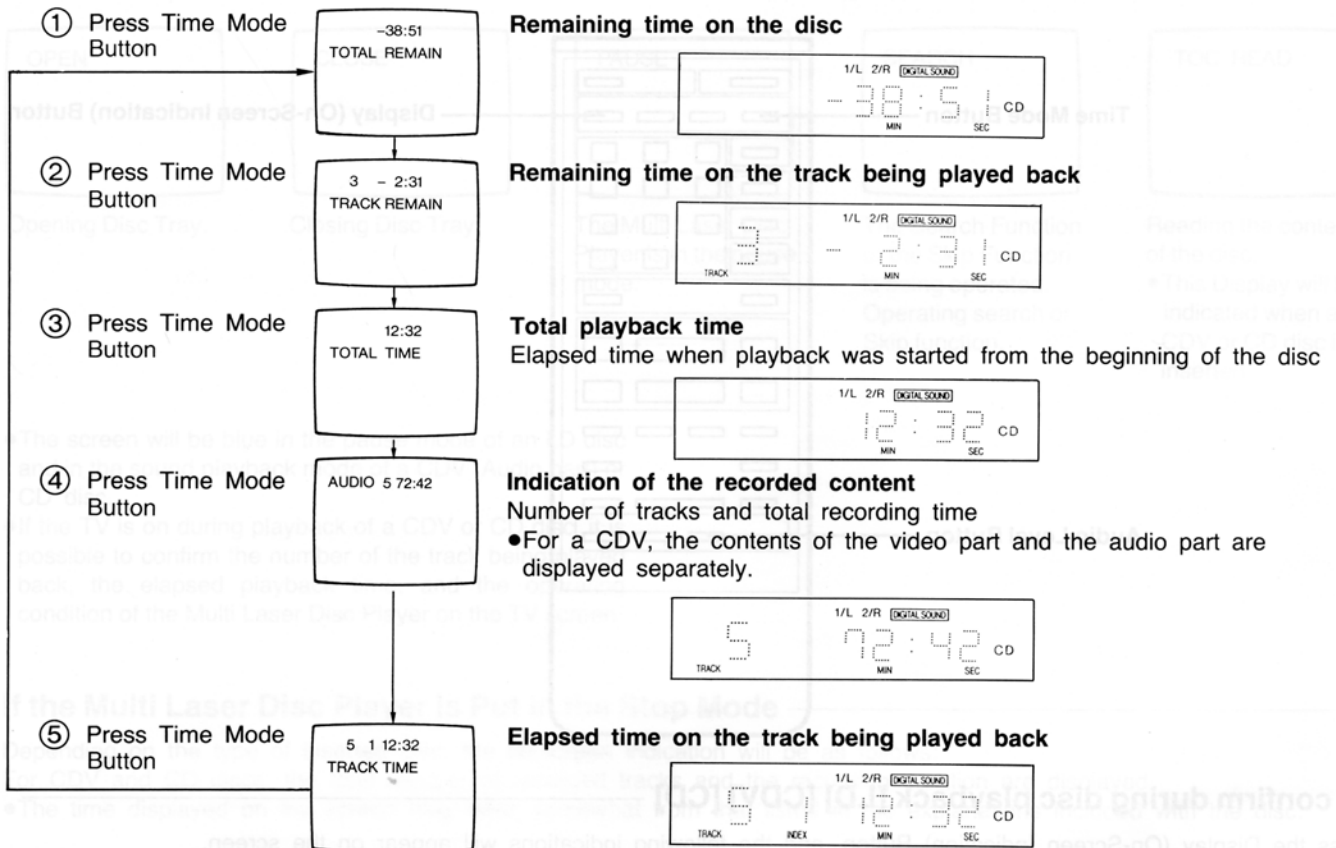 ① Press Time Mode Button
-38:51
TOTAL REMAIN
Remaining time on the disc
1/L 2/R DIGITAL SOUND
-38:51 CD
MIN SEC
② Press Time Mode Button
3 - 2:31
TRACK REMAIN
Remaining time on the track being played back
1/L 2/R DIGITAL SOUND
3 - 2:31 CD
TRACK MIN SEC
③ Press Time Mode Button
12:32
TOTAL TIME
Total playback time
Elapsed time when playback was started from the beginning of the disc
1/L 2/R DIGITAL SOUND
12:32 CD
MIN SEC
④ Press Time Mode Button
AUDIO 5 72:42
Indication of the recorded content
Number of tracks and total recording time
●For a CDV, the contents of the video part and the audio part are
displayed separately.
1/L 2/R DIGITAL SOUND
5 72:42 CD
TRACK MIN SEC
⑤ Press Time Mode Button
5 1 12:32
TRACK TIME
Elapsed time on the track being played back
1/L 2/R DIGITAL SOUND
5 1 12:32 CD
TRACK INDEX MIN SEC